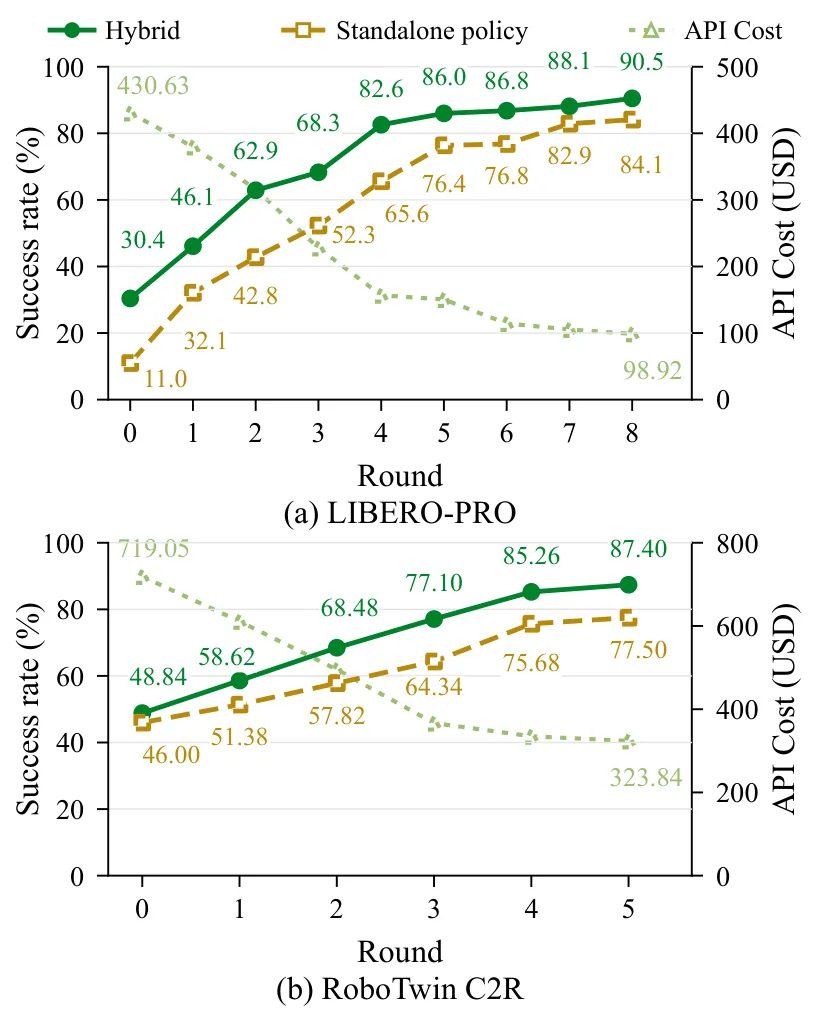 Hybrid Standalone policy API Cost
100 430.63 82.6 86.0 86.8 88.1 90.5 500
80 62.9 68.3 400
60 46.1 76.4 76.8 82.9 84.1 300
40 30.4 52.3 65.6 200
20 32.1 42.8 100
0 11.0 98.92 0
Success rate (%)
API Cost (USD)
0 1 2 3 4 5 6 7 8
Round
(a) LIBERO-PRO
100 719.05 77.10 85.26 87.40 800
80 58.62 68.48 600
60 48.84 64.34 75.68 77.50
40 46.00 51.38 57.82 400
20 323.84 200
0 0
Success rate (%)
API Cost (USD)
0 1 2 3 4 5
Round
(b) RoboTwin C2R